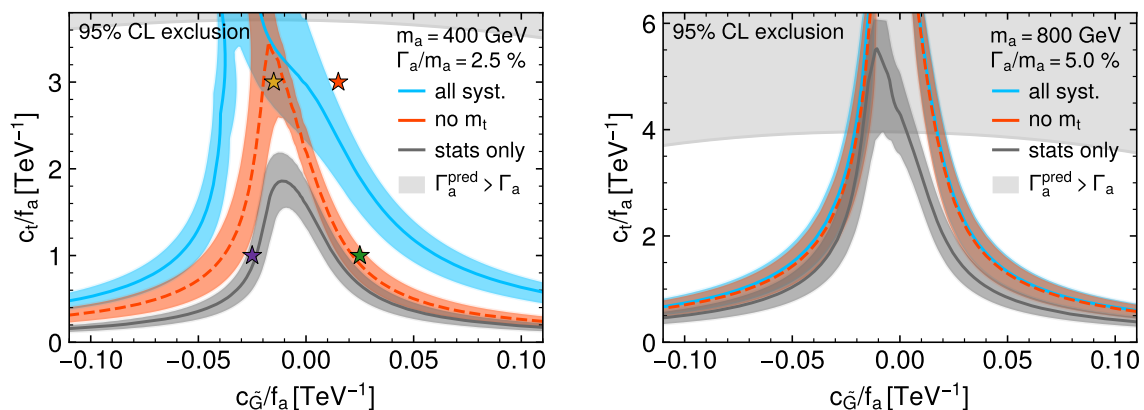 95% CL exclusion
m_a = 400 GeV
Γ_a/m_a = 2.5 %
all syst.
no m_t
stats only
Γ_a^pred > Γ_a
c_t/f_a [TeV⁻¹]
3
2
1
0
−0.10 −0.05 0.00 0.05 0.10
c_G̃/f_a [TeV⁻¹]
95% CL exclusion
m_a = 800 GeV
Γ_a/m_a = 5.0 %
all syst.
no m_t
stats only
Γ_a^pred > Γ_a
c_t/f_a [TeV⁻¹]
6
4
2
0
−0.10 −0.05 0.00 0.05 0.10
c_G̃/f_a [TeV⁻¹]